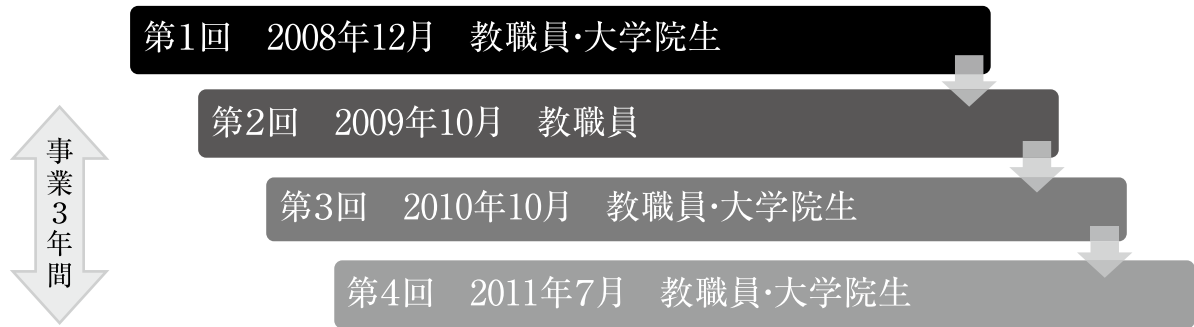 第1回　2008年12月　教職員・大学院生
第2回　2009年10月　教職員
第3回　2010年10月　教職員・大学院生
第4回　2011年7月　教職員・大学院生
事業3年間